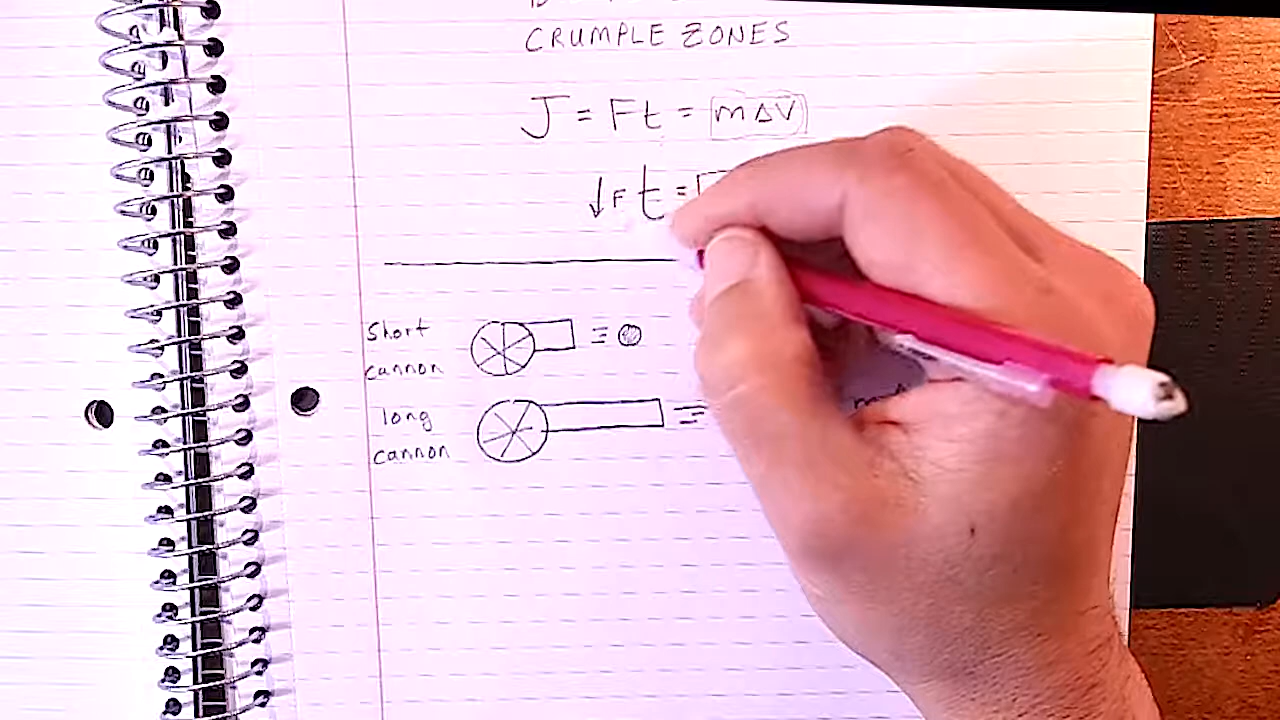 CRUMPLE ZONES
J = Ft = mΔV
↓F t =
Short
cannon
long
cannon